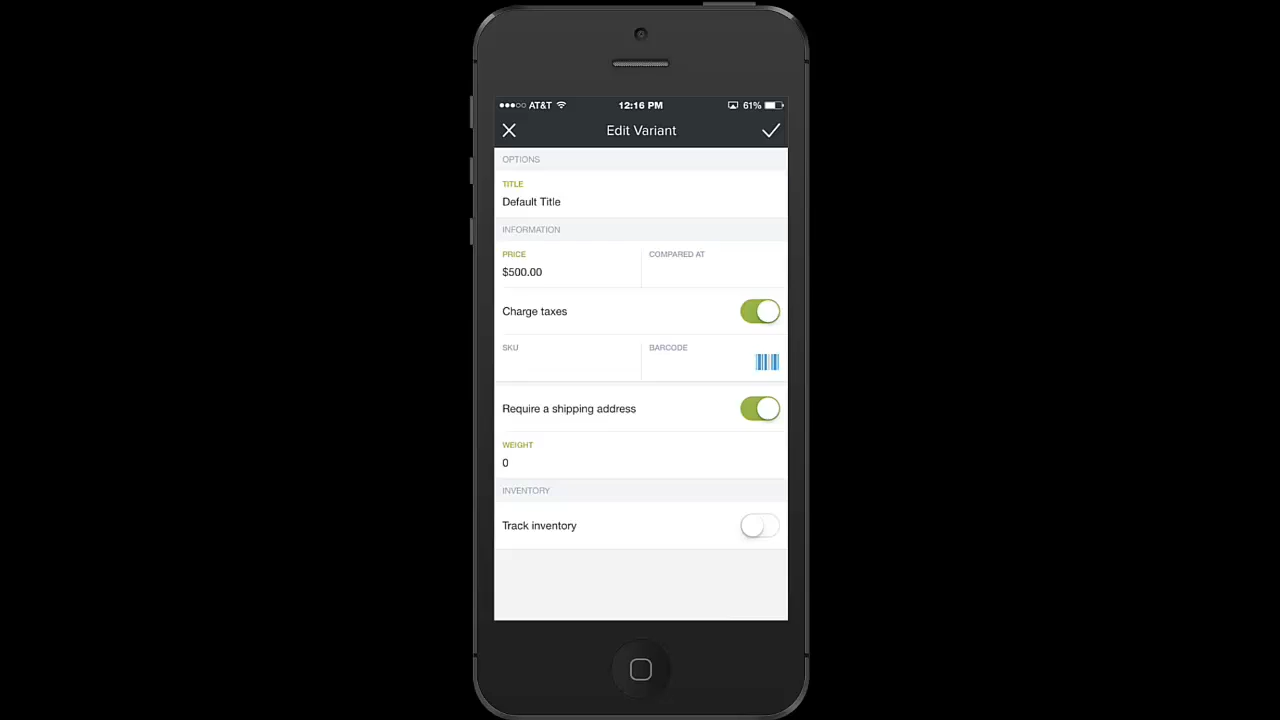 AT&T 12:16 PM 61%
Edit Variant
OPTIONS
TITLE
Default Title
INFORMATION
PRICE COMPARED AT
$500.00
Charge taxes
SKU BARCODE
Require a shipping address
WEIGHT
0
INVENTORY
Track inventory